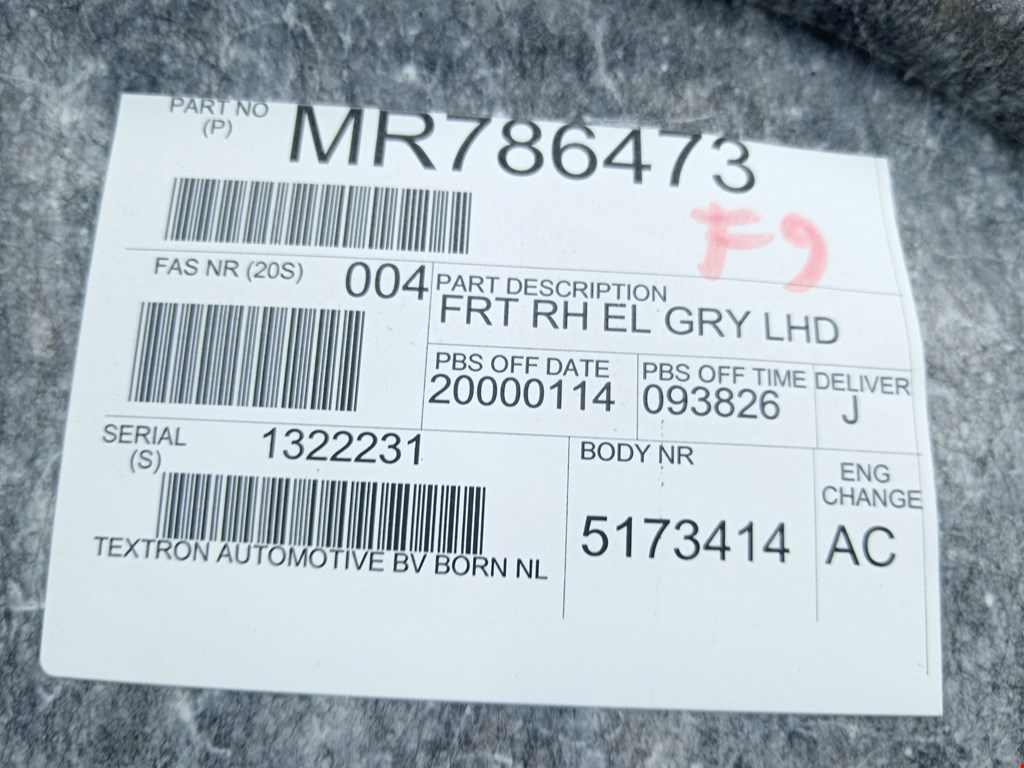 PART NO
(P)
MR786473
F9
FAS NR (20S)
004
PART DESCRIPTION
FRT RH EL GRY LHD
PBS OFF DATE
20000114
PBS OFF TIME
093826
DELIVER
J
SERIAL
(S)
1322231
BODY NR
5173414
ENG
CHANGE
AC
TEXTRON AUTOMOTIVE BV BORN NL